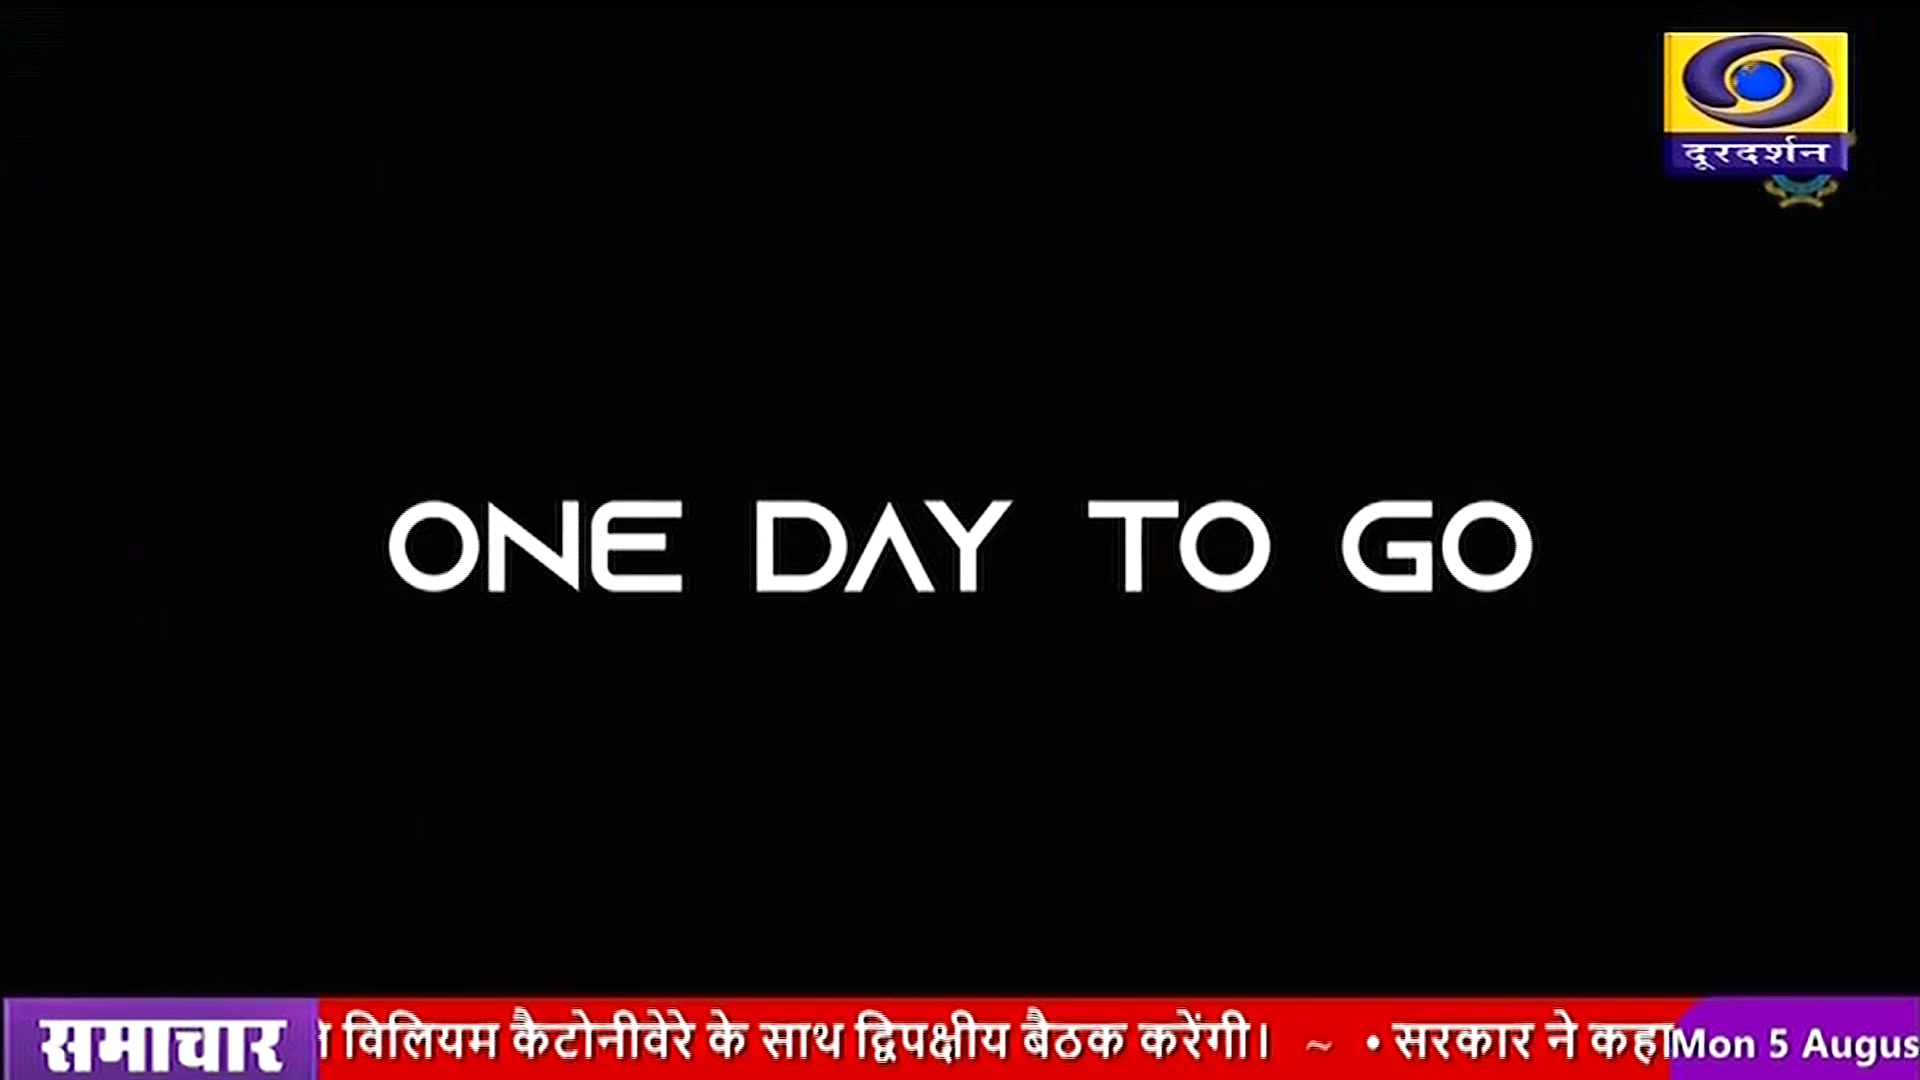 दूरदर्शन
ONE DAY TO GO
समाचार
विलियम कैटोनीवेरे के साथ द्विपक्षीय बैठक करेंगी। ~ • सरकार ने कहा
Mon 5 Augus